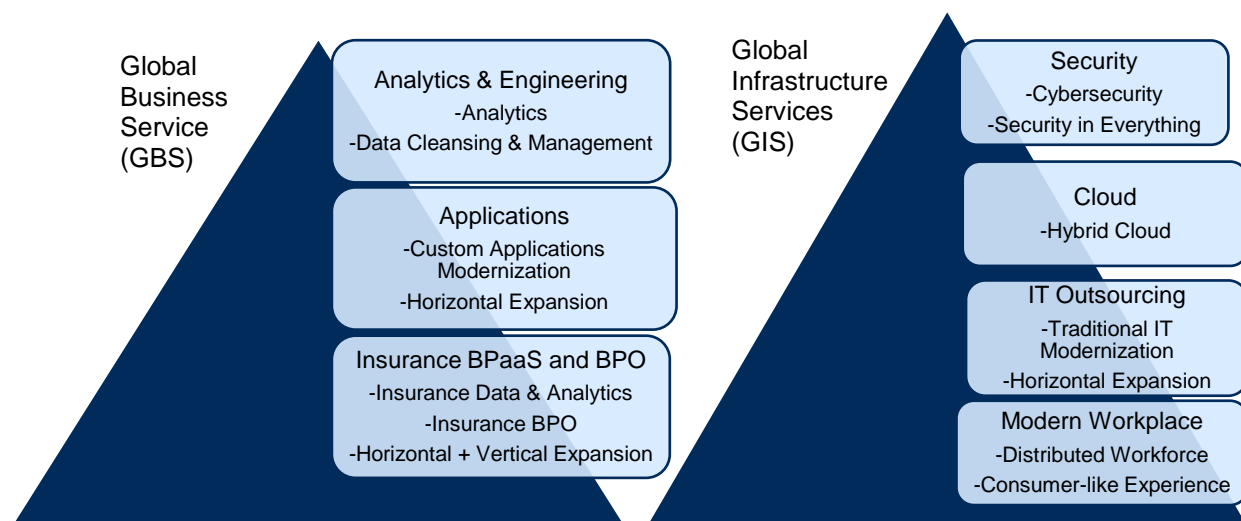 Global
Business
Service
(GBS)
Analytics & Engineering
-Analytics
-Data Cleansing & Management
Applications
-Custom Applications
Modernization
-Horizontal Expansion
Insurance BPaaS and BPO
-Insurance Data & Analytics
-Insurance BPO
-Horizontal + Vertical Expansion
Global
Infrastructure
Services
(GIS)
Security
-Cybersecurity
-Security in Everything
Cloud
-Hybrid Cloud
IT Outsourcing
-Traditional IT
Modernization
-Horizontal Expansion
Modern Workplace
-Distributed Workforce
-Consumer-like Experience